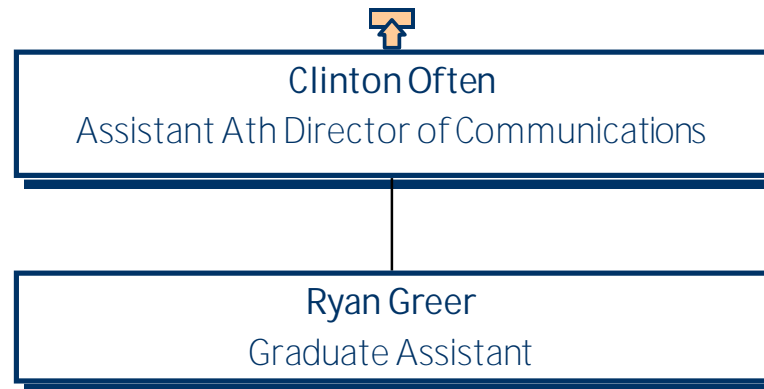 Clinton Often
Assistant Ath Director of Communications
Ryan Greer
Graduate Assistant